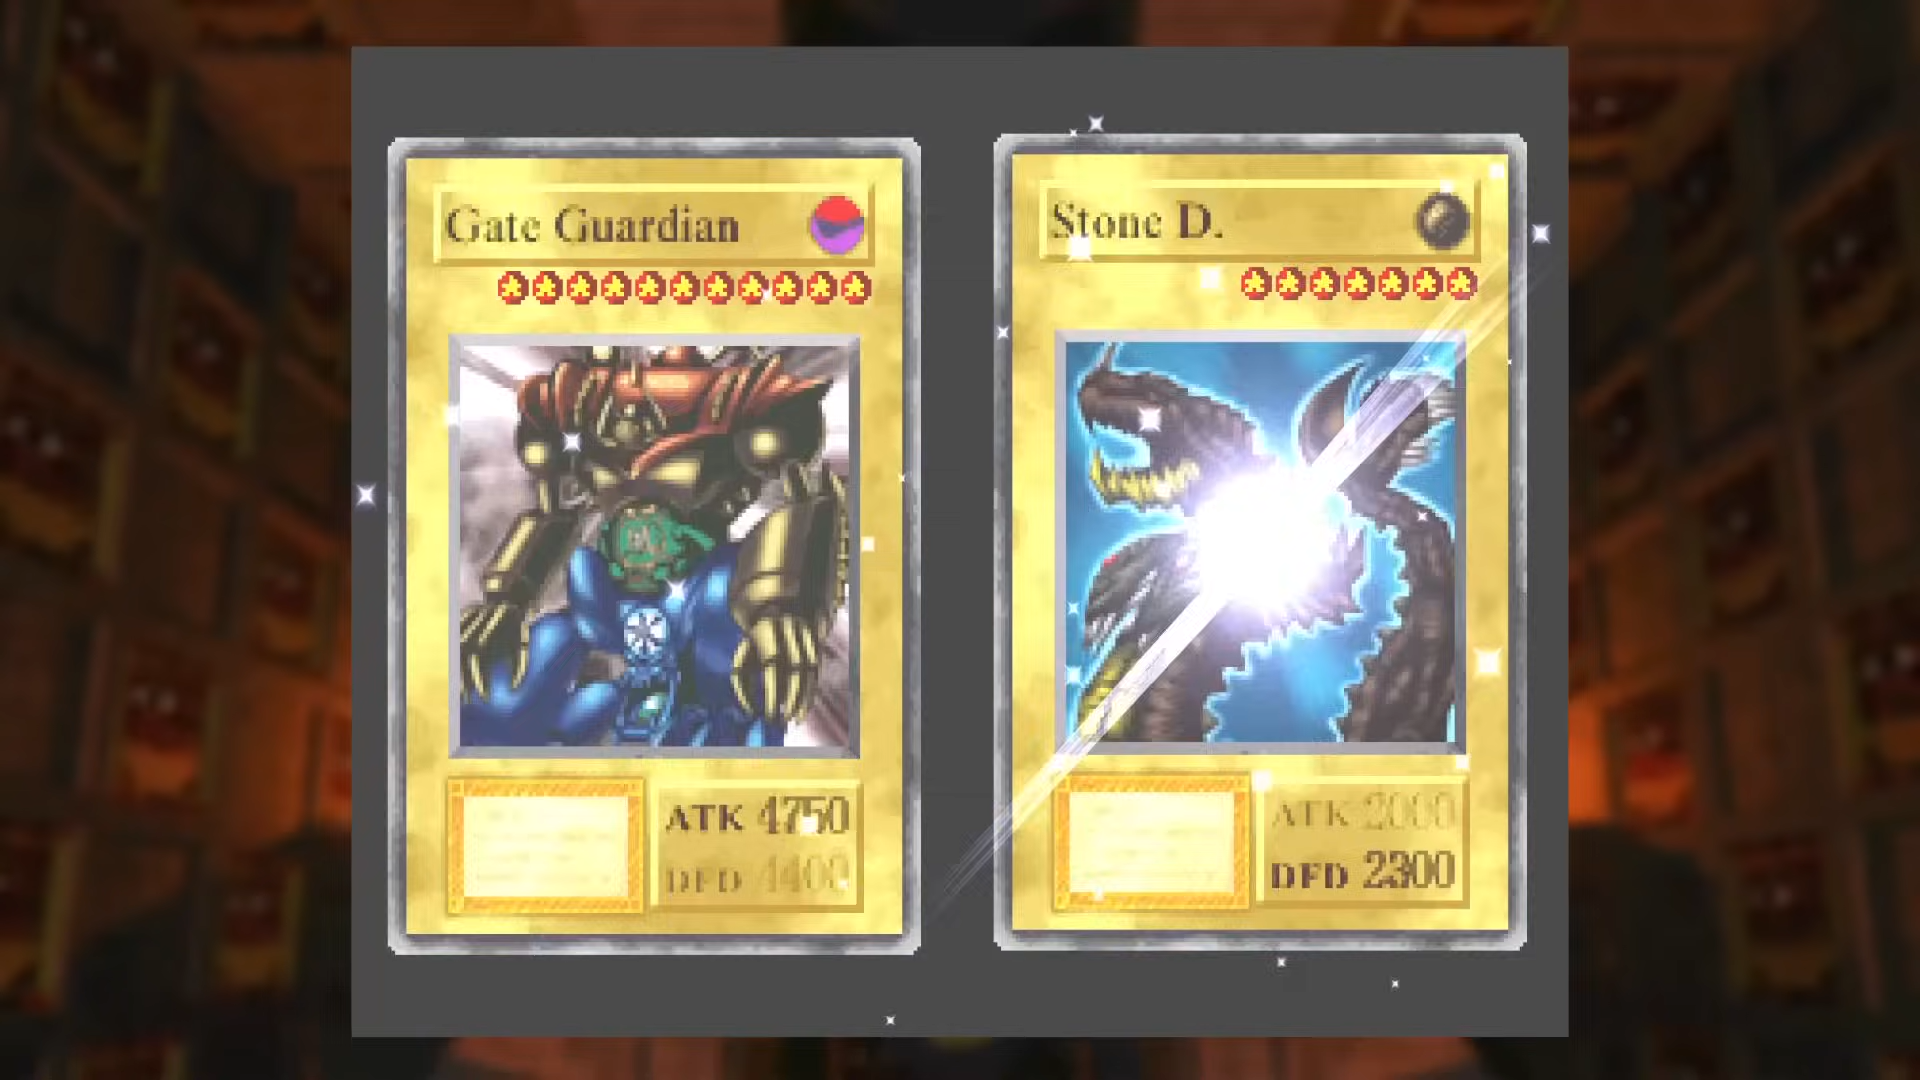 Gate Guardian
ATK 4750
DFD 4400
Stone D.
ATK 2000
DFD 2300